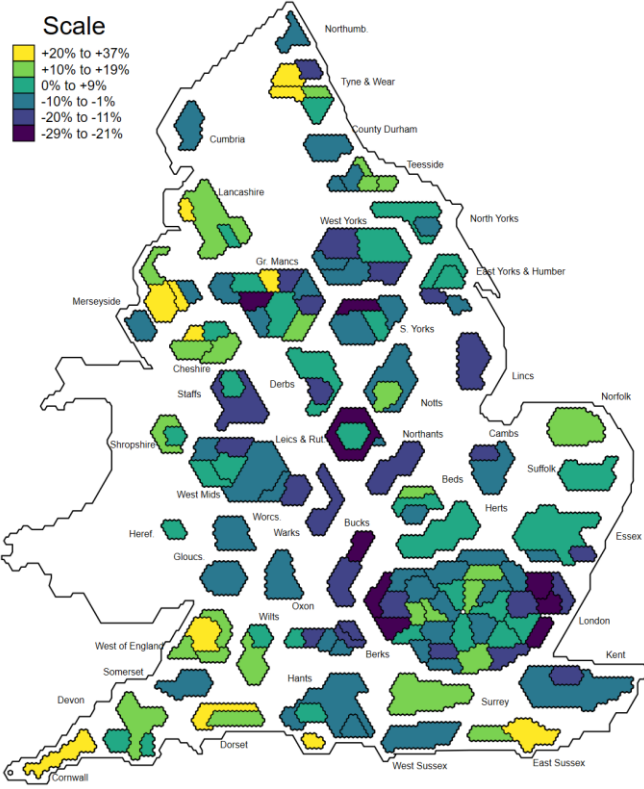 Scale
+20% to +37%
+10% to +19%
0% to +9%
-10% to -1%
-20% to -11%
-29% to -21%
Northumb.
Tyne & Wear
County Durham
Cumbria
Teesside
Lancashire
North Yorks
West Yorks
Gr. Mancs
East Yorks & Humber
Merseyside
S. Yorks
Cheshire
Lincs
Derbs
Staffs
Notts
Norfolk
Shropshire
Leics & Rut
Northants
Cambs
Suffolk
Beds
West Mids
Herts
Worcs.
Warks
Bucks
Heref.
Essex
Gloucs.
Oxon
London
Wilts
West of England
Berks
Kent
Somerset
Hants
Surrey
Devon
Dorset
West Sussex
East Sussex
Cornwall